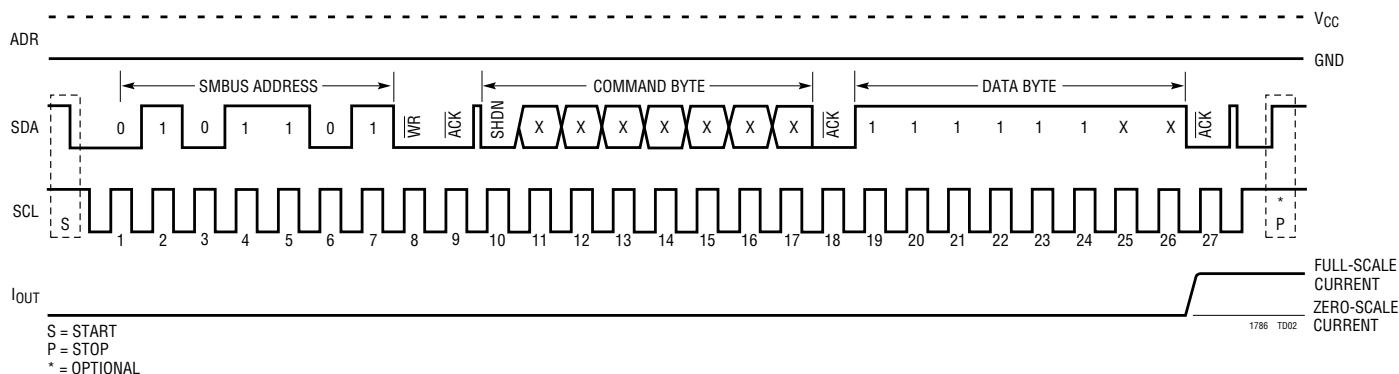 VCC
ADR
GND
SMBUS ADDRESS
COMMAND BYTE
DATA BYTE
SDA
0 1 0 1 1 0 1 WR ACK SHDN X X X X X X X ACK 1 1 1 1 1 1 X X ACK
SCL
S
* P
1 2 3 4 5 6 7 8 9 10 11 12 13 14 15 16 17 18 19 20 21 22 23 24 25 26 27
IOUT
FULL-SCALE
CURRENT
ZERO-SCALE
CURRENT
1786 TD02
S = START
P = STOP
* = OPTIONAL